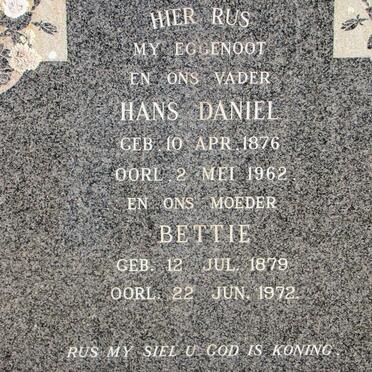 HIER RUS
MY EGGENOOT
EN ONS VADER
HANS DANIEL
GEB. 10 APR. 1876
OORL. 2 MEI 1962.
EN ONS MOEDER
BETTIE
GEB. 12 JUL. 1879
OORL. 22 JUN, 1972.
RUS MY SIEL U GOD IS KONING.